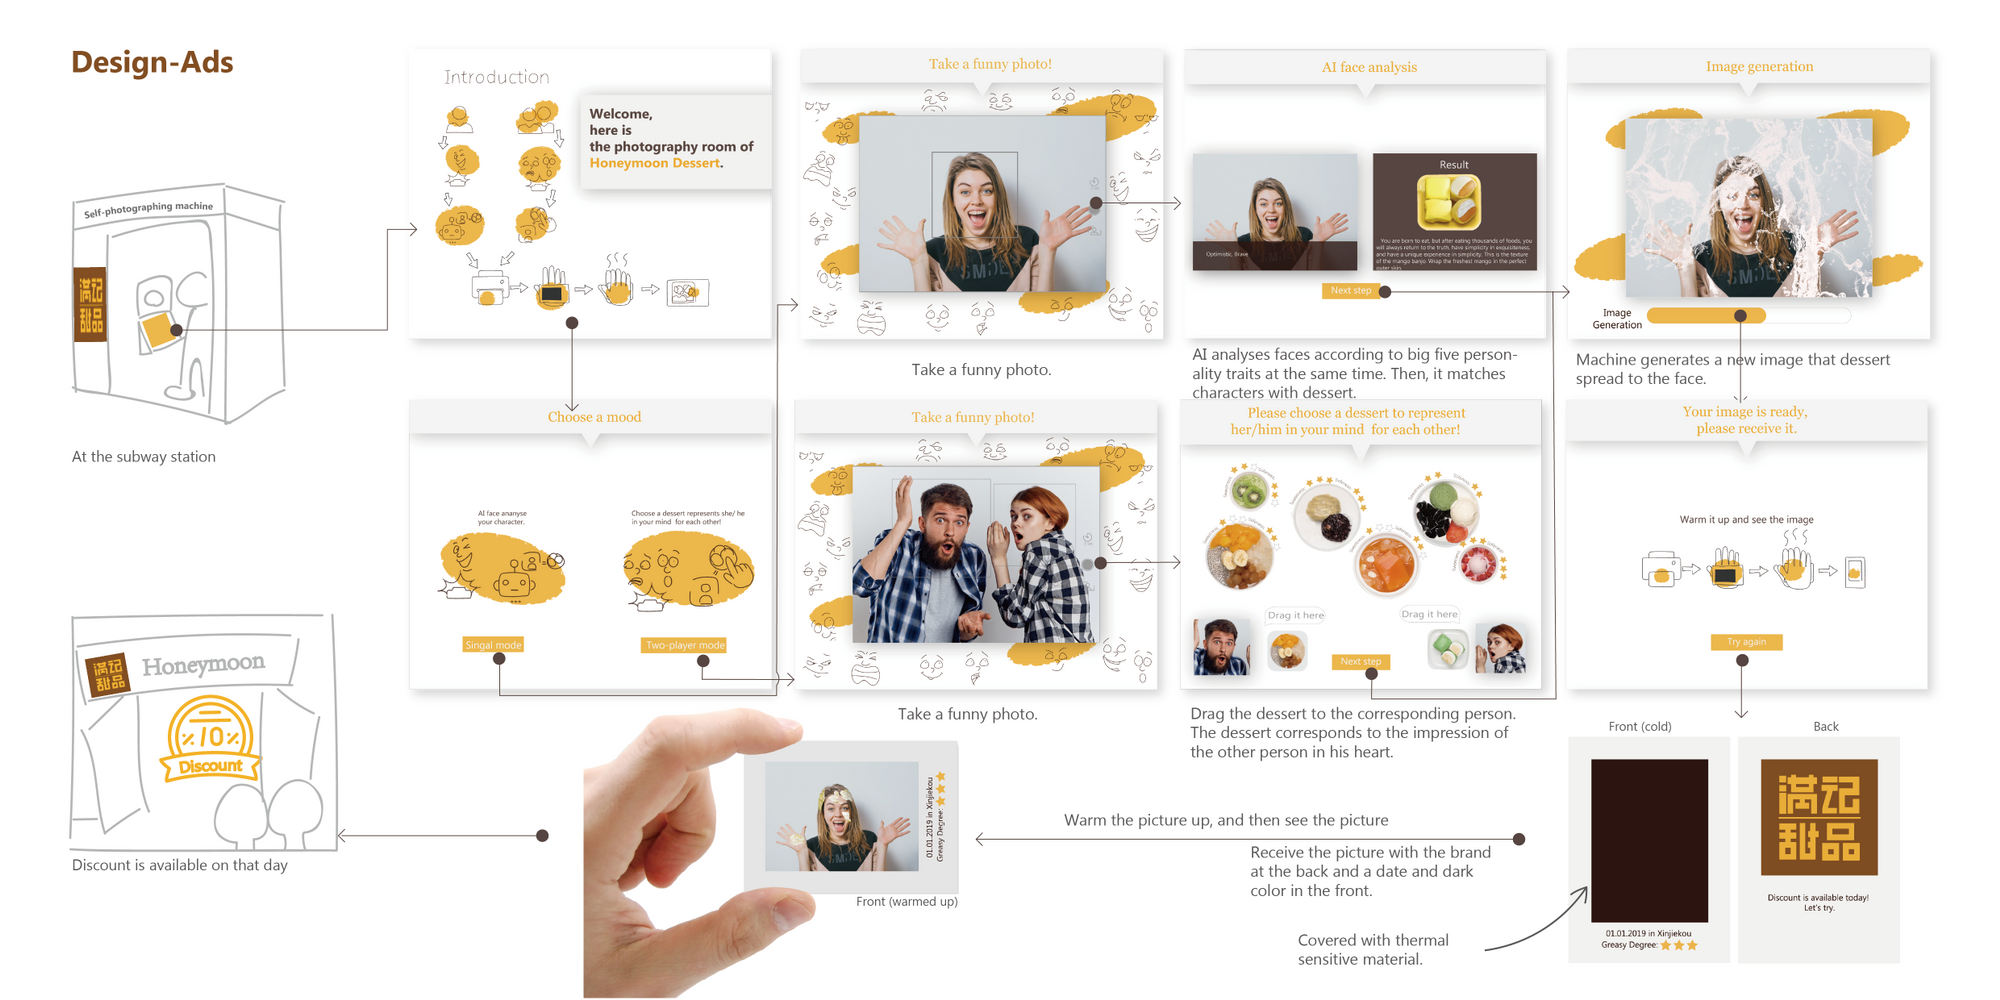 Design-Ads
Self-photographing machine
满记
甜品
At the subway station
Introduction
Welcome,
here is
the photography room of
Honeymoon Dessert.
Take a funny photo!
Take a funny photo.
AI face analysis
Optimistic, Brave
Result
You are born to eat, but after eating thousands of foods, you
will always return to the truth, have simplicity in exquisiteness,
and have a unique experience in simplicity. This is the texture
of the mango banjo. Wrap the freshest mango in the perfect
outer skin.
Next step
AI analyses faces according to big five person-
ality traits at the same time. Then, it matches
characters with dessert.
Image generation
Image
Generation
Machine generates a new image that dessert
spread to the face.
Choose a mood
AI face ananyse
your character.
Choose a dessert represents she/ he
in your mind for each other!
Singal mode
Two-player mode
Take a funny photo!
Take a funny photo.
Please choose a dessert to represent
her/him in your mind for each other!
Drag it here
Drag it here
Next step
Drag the dessert to the corresponding person.
The dessert corresponds to the impression of
the other person in his heart.
Your image is ready,
please receive it.
Warm it up and see the image
Try again
Front (cold)
Back
01.01.2019 in Xinjiekou
Greasy Degree:
满记
甜品
Discount is available today!
Let's try.
Warm the picture up, and then see the picture
Receive the picture with the brand
at the back and a date and dark
color in the front.
Covered with thermal
sensitive material.
01.01.2019 in Xinjiekou
Greasy Degree:
Front (warmed up)
满记
甜品
Honeymoon
%10%
Discount
Discount is available on that day